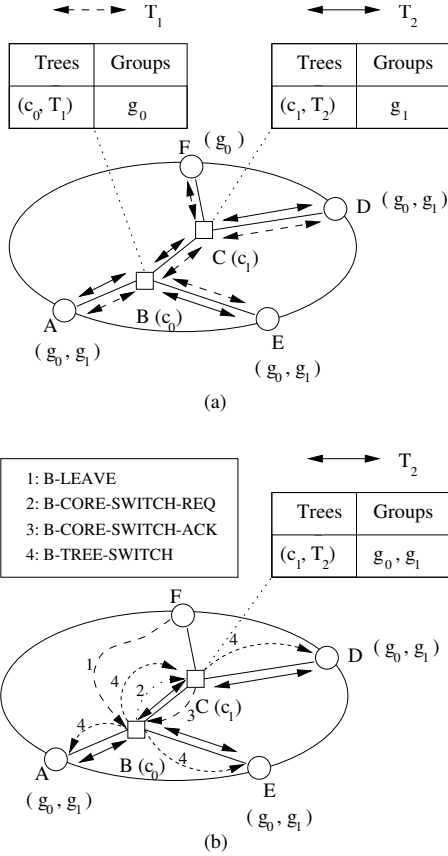 T1 T2
Trees Groups Trees Groups
(c0, T1) g0 (c1, T2) g1
F (g0)
D (g0, g1)
C (c1)
B (c0)
A
E
(g0, g1)
(g0, g1)
(a)
1: B-LEAVE
2: B-CORE-SWITCH-REQ
3: B-CORE-SWITCH-ACK
4: B-TREE-SWITCH
T2
Trees Groups
(c1, T2) g0, g1
F
4
D (g0, g1)
1
4
2
C (c1)
3
4
B (c0)
4
A
E
(g0, g1)
(g0, g1)
(b)